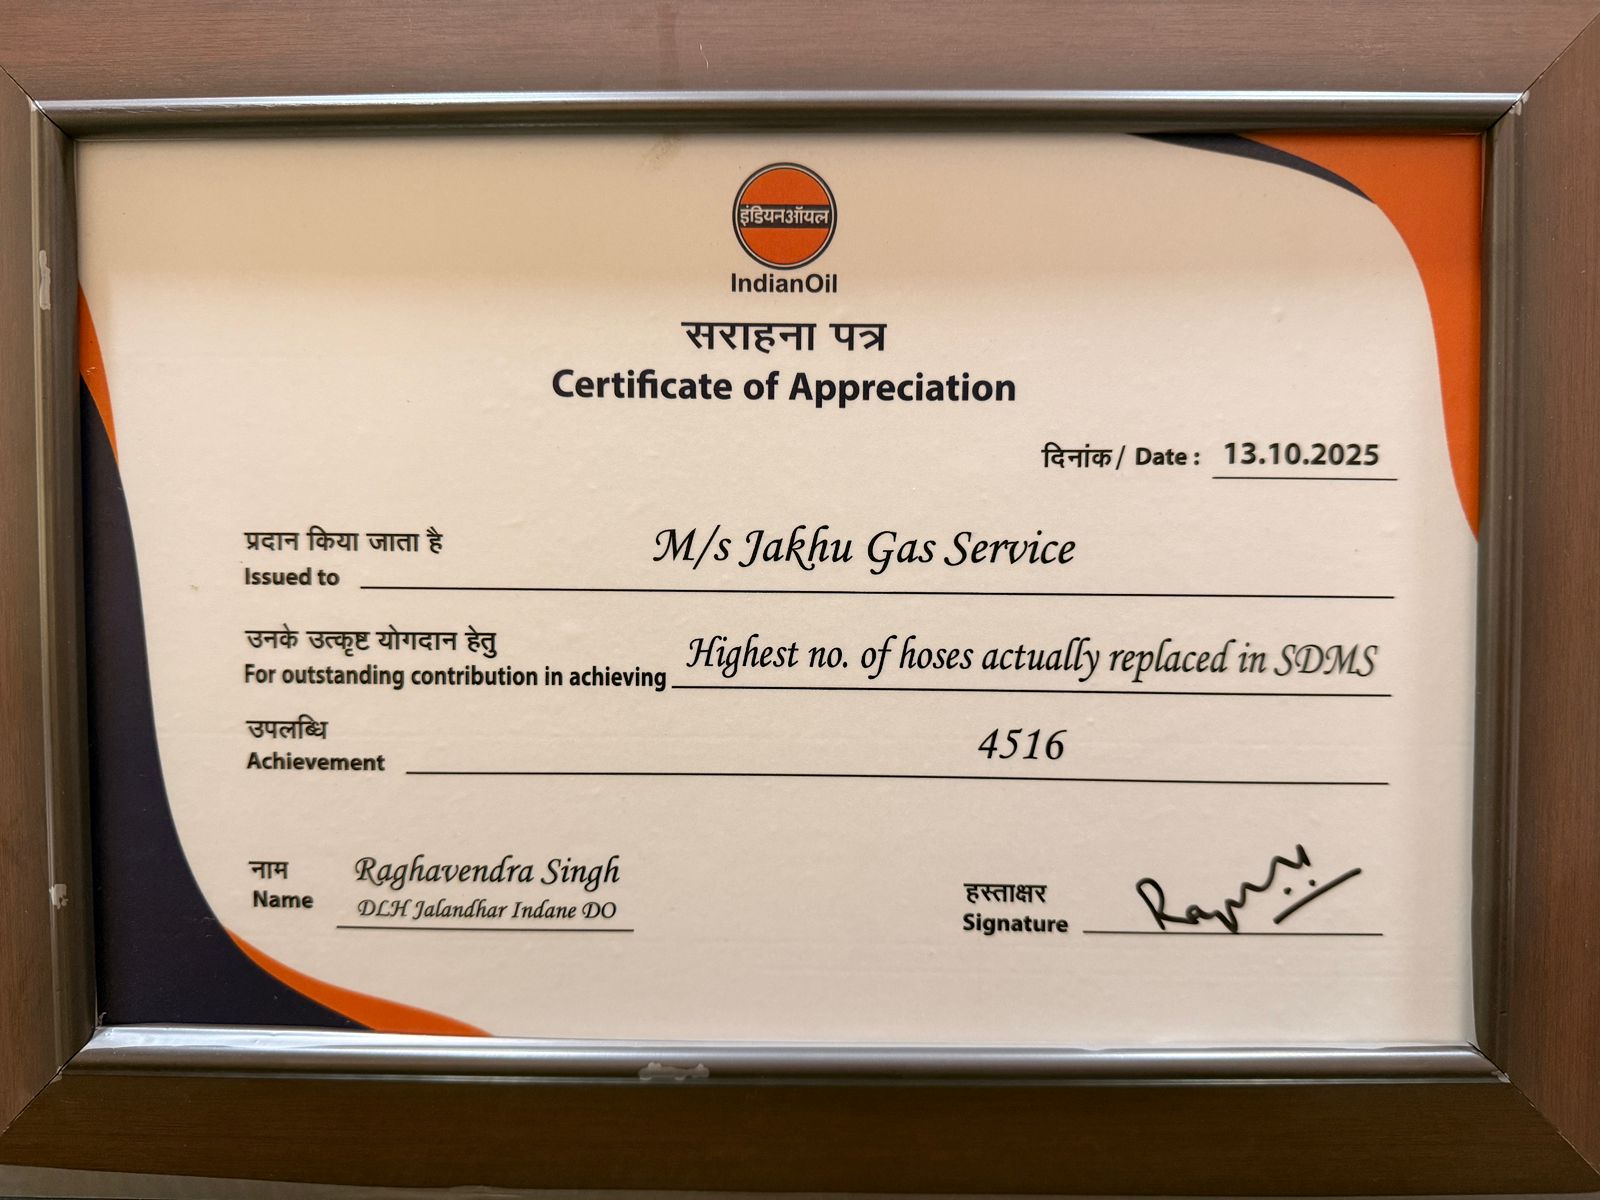 इंडियनऑयल
IndianOil
सराहना पत्र
Certificate of Appreciation
दिनांक / Date : 13.10.2025
प्रदान किया जाता है
Issued to M/s Jakhu Gas Service
उनके उत्कृष्ट योगदान हेतु
For outstanding contribution in achieving Highest no. of hoses actually replaced in SDMS
उपलब्धि
Achievement 4516
नाम
Name Raghavendra Singh
DLH Jalandhar Indane DO
हस्ताक्षर
Signature